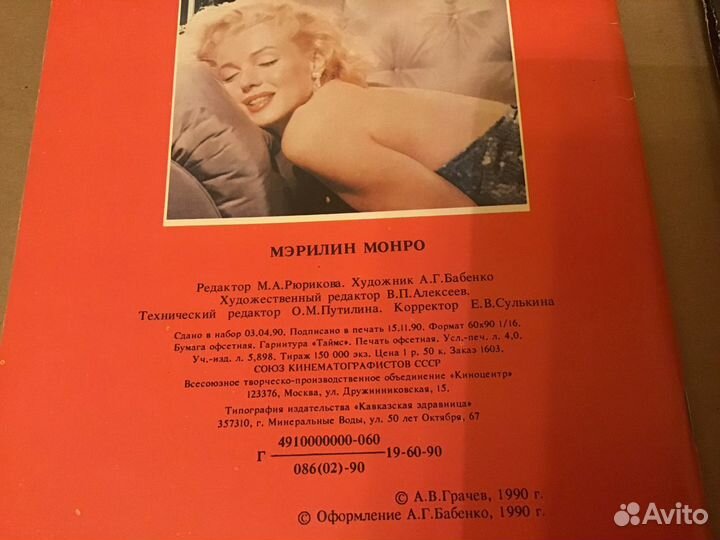 МЭРИЛИН МОНРО
Редактор М.А.Рюрикова. Художник А.Г.Бабенко
Художественный редактор В.П.Алексеев.
Технический редактор О.М.Путилина. Корректор Е.В.Сулькина
Сдано в набор 03.04.90. Подписано в печать 15.11.90. Формат 60х90 1/16.
Бумага офсетная. Гарнитура «Таймс». Печать офсетная. Усл.-печ. л. 4,0.
Уч.-изд. л. 5,898. Тираж 150 000 экз. Цена 1 р. 50 к. Заказ 1603.
СОЮЗ КИНЕМАТОГРАФИСТОВ СССР
Всесоюзное творческо-производственное объединение «Киноцентр»
123376, Москва, ул. Дружинниковская, 15.
Типография издательства «Кавказская здравница»
357310, г. Минеральные Воды, ул. 50 лет Октября, 67
4910000000-060
Г 19-60-90
086(02)-90
© А.В.Грачев, 1990 г.
© Оформление А.Г.Бабенко, 1990 г.
Avito